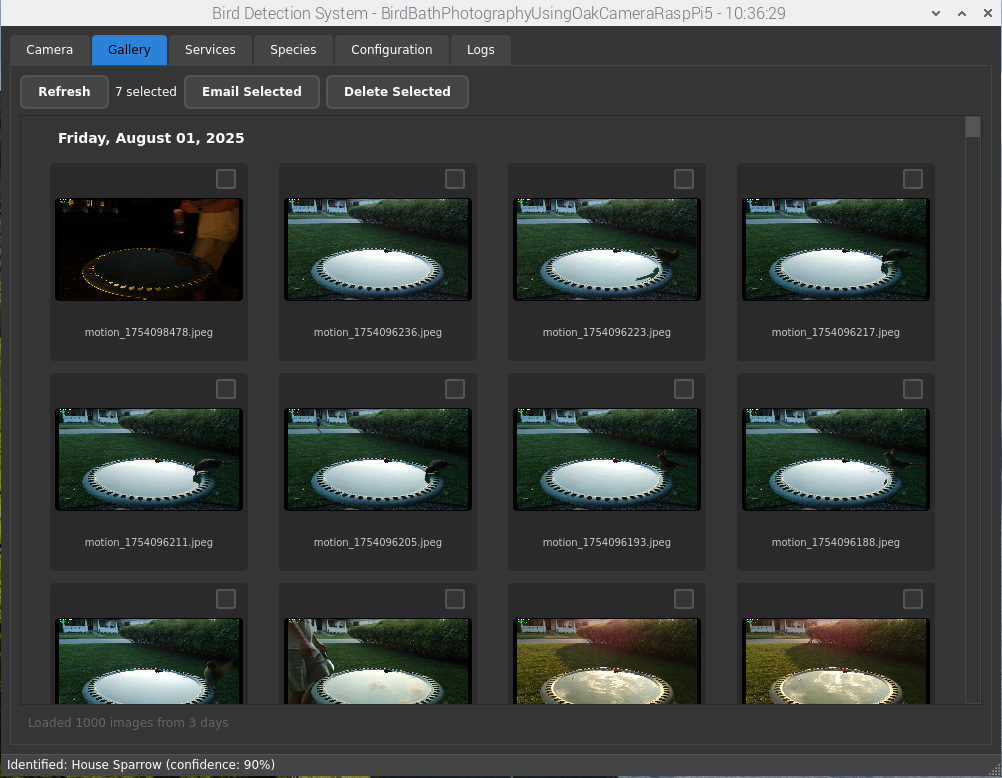 Bird Detection System - BirdBathPhotographyUsingOakCameraRaspPi5 - 10:36:29
Camera Gallery Services Species Configuration Logs
Refresh 7 selected Email Selected Delete Selected
Friday, August 01, 2025
motion_1754098478.jpeg motion_1754096236.jpeg motion_1754096223.jpeg motion_1754096217.jpeg
motion_1754096211.jpeg motion_1754096205.jpeg motion_1754096193.jpeg motion_1754096188.jpeg
Loaded 1000 images from 3 days
Identified: House Sparrow (confidence: 90%)